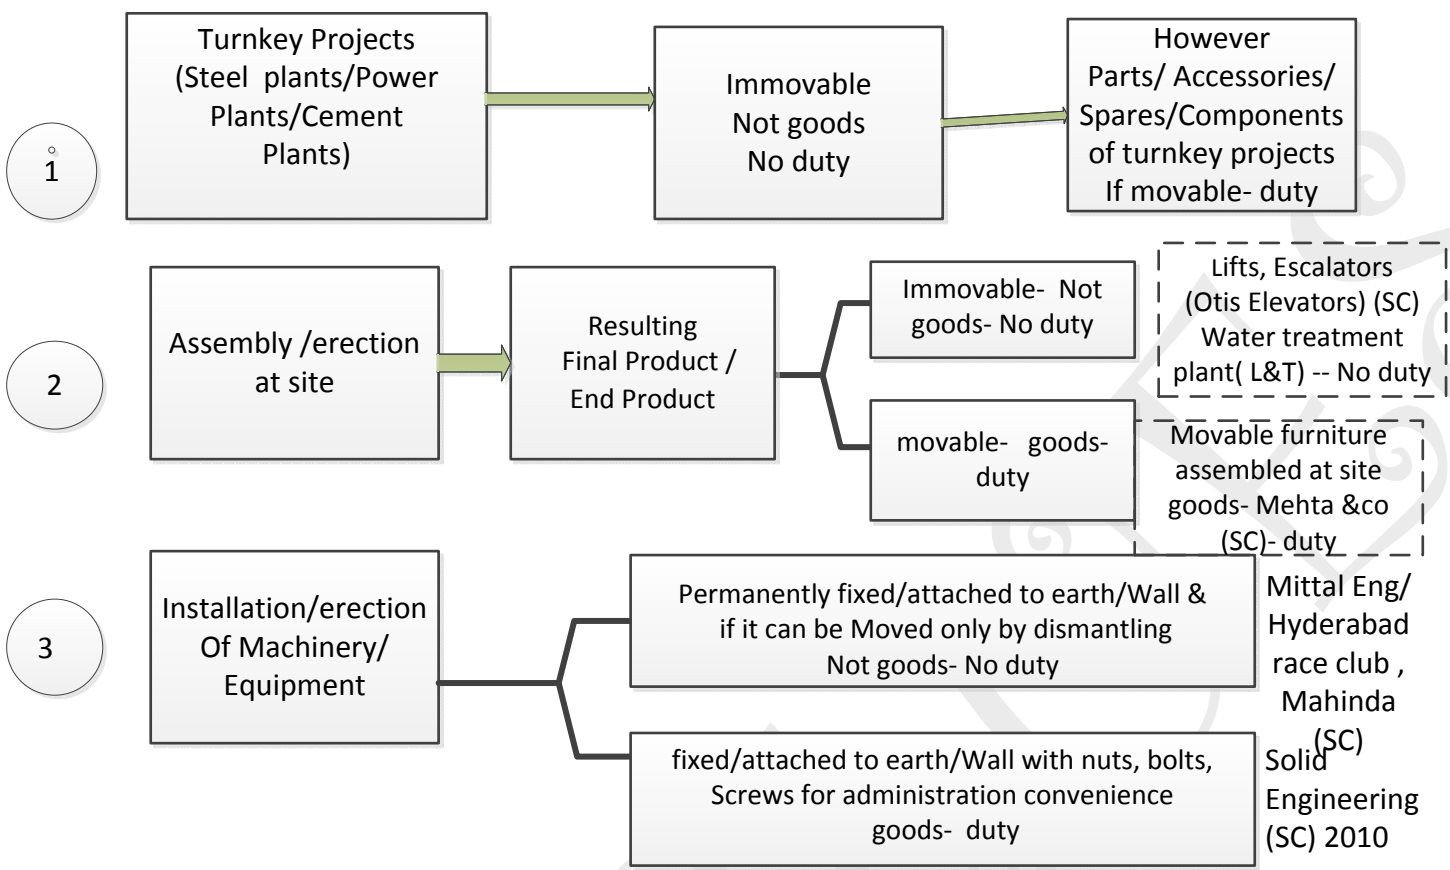 1
Turnkey Projects
(Steel plants/Power
Plants/Cement
Plants)
Immovable
Not goods
No duty
However
Parts/ Accessories/
Spares/Components
of turnkey projects
If movable- duty
2
Assembly /erection
at site
Resulting
Final Product /
End Product
Immovable- Not
goods- No duty
Lifts, Escalators
(Otis Elevators) (SC)
Water treatment
plant( L&T) -- No duty
movable- goods-
duty
Movable furniture
assembled at site
goods- Mehta &co
(SC)- duty
3
Installation/erection
Of Machinery/
Equipment
Permanently fixed/attached to earth/Wall &
if it can be Moved only by dismantling
Not goods- No duty
Mittal Eng/
Hyderabad
race club ,
Mahinda
(SC)
fixed/attached to earth/Wall with nuts, bolts,
Screws for administration convenience
goods- duty
Solid
Engineering
(SC) 2010